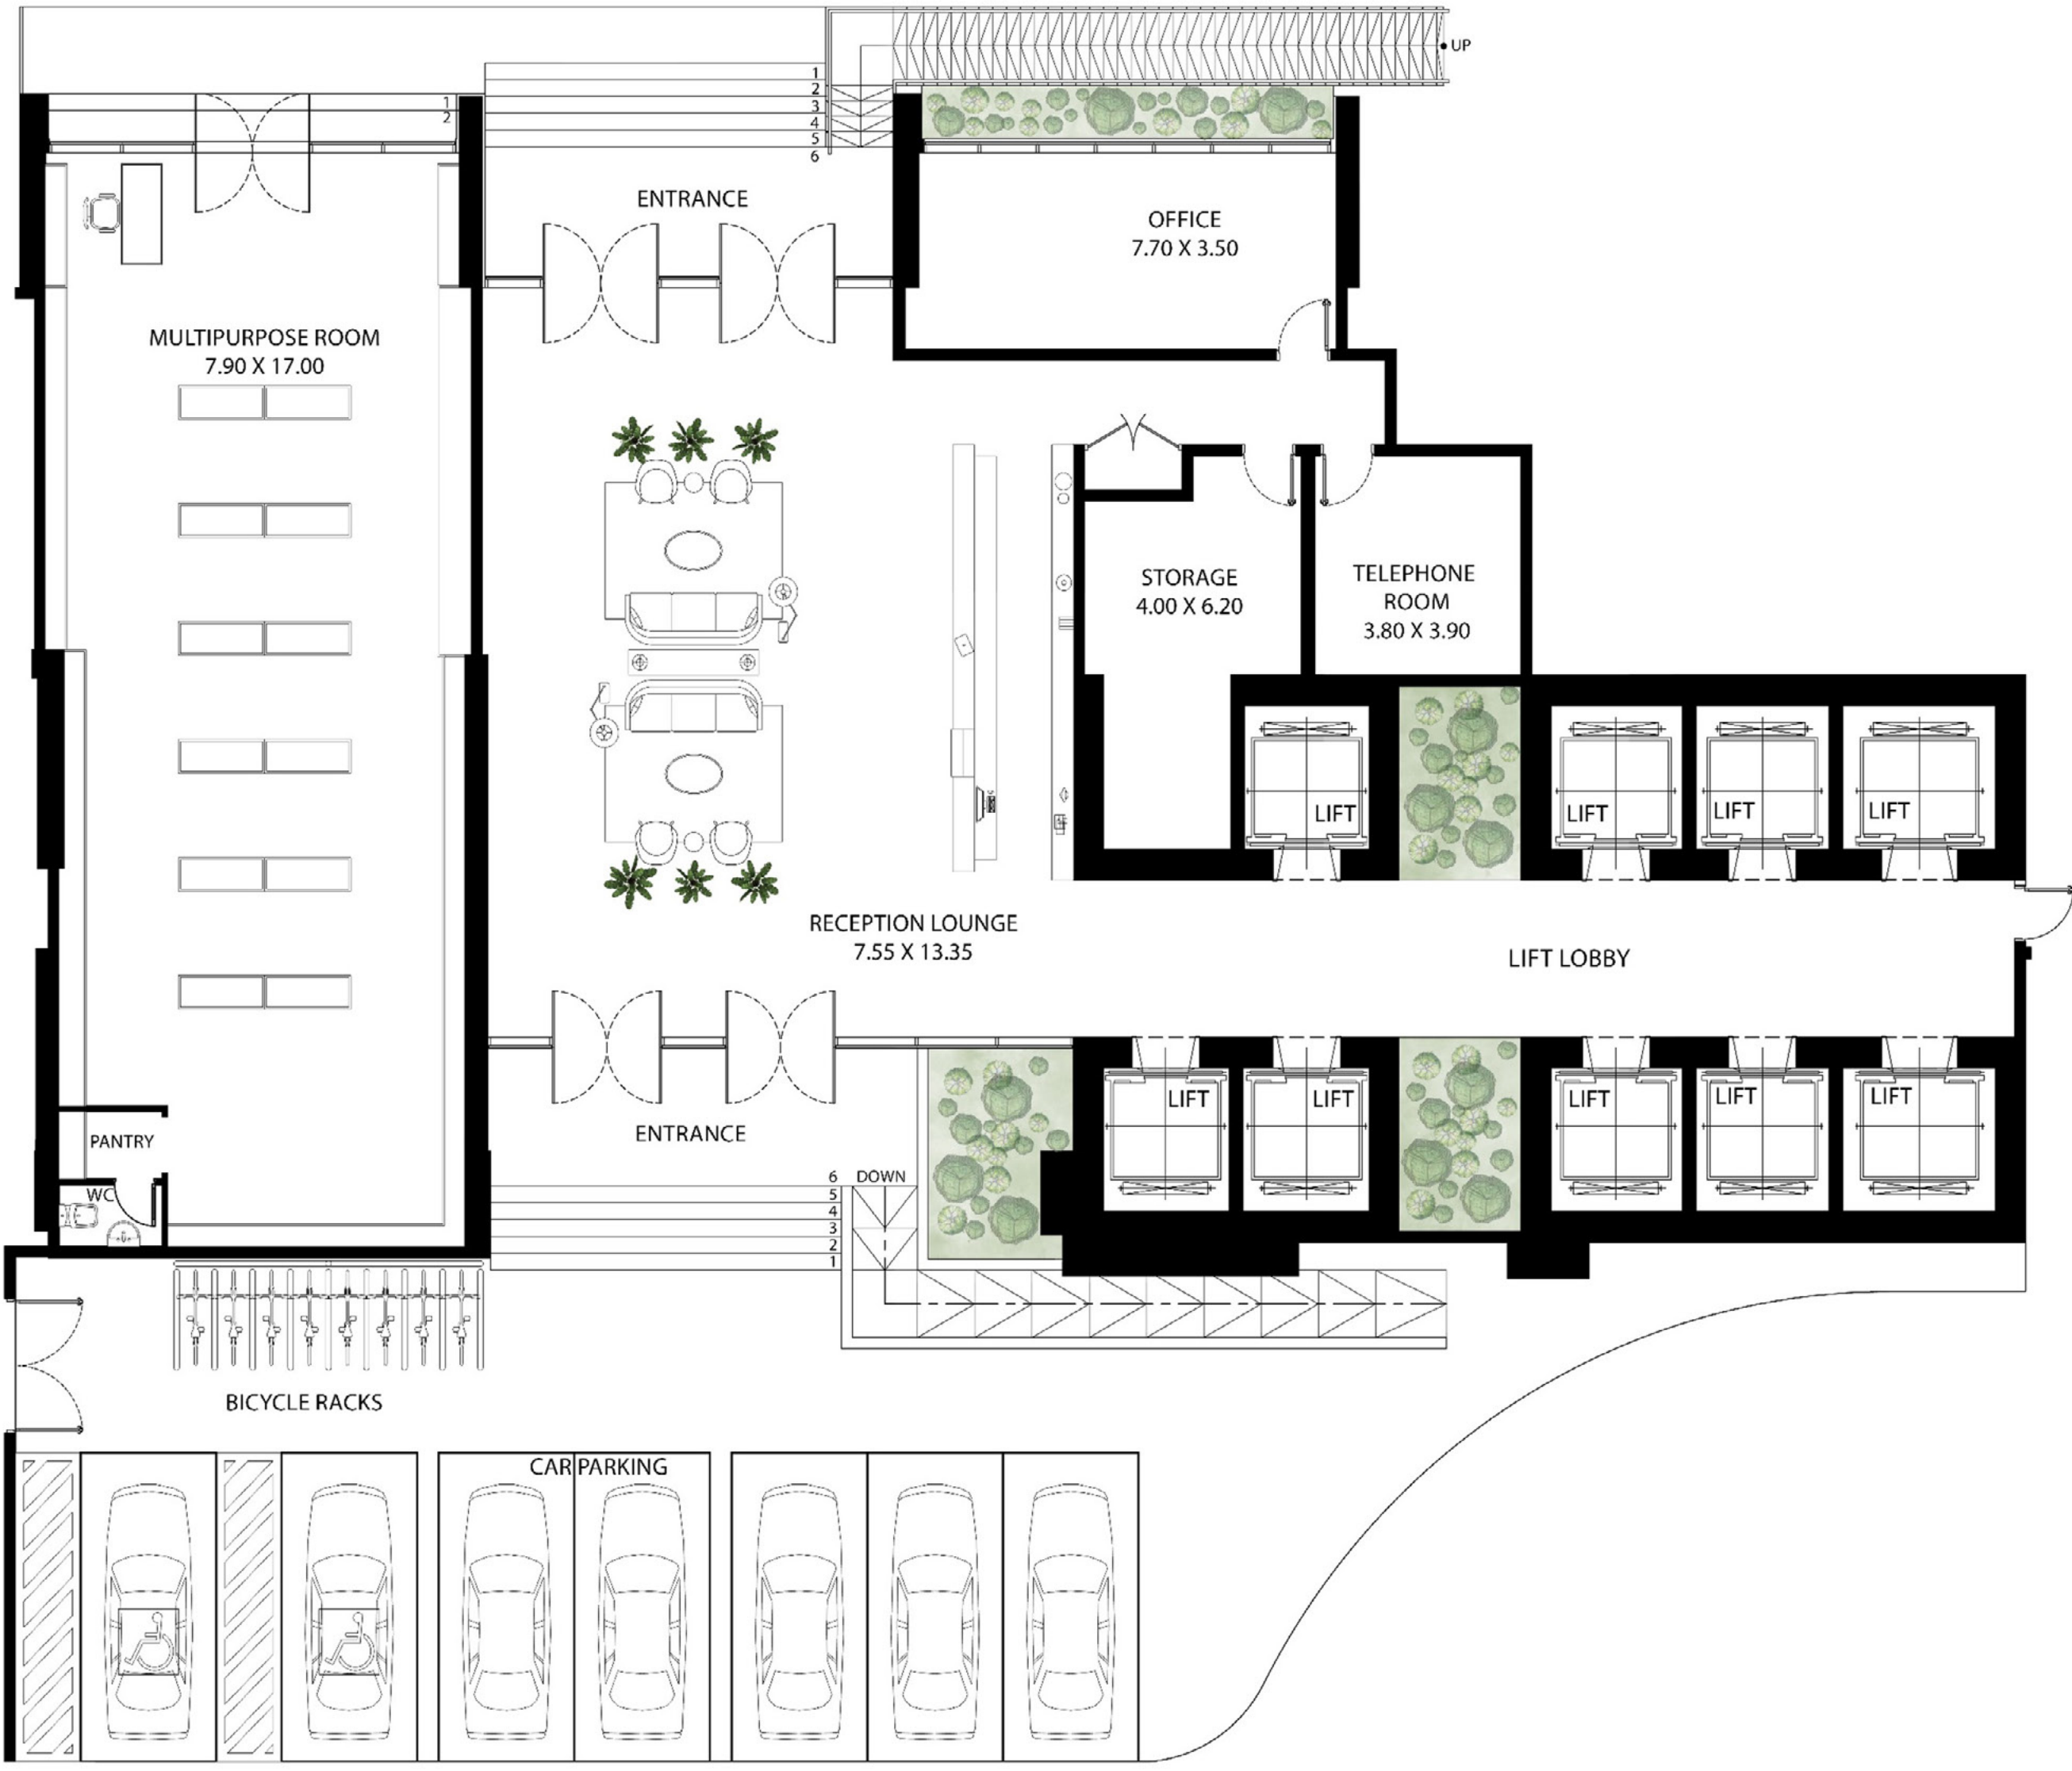 UP
1
2
3
4
5
6
1
2
ENTRANCE
OFFICE
7.70 X 3.50
MULTIPURPOSE ROOM
7.90 X 17.00
STORAGE
4.00 X 6.20
TELEPHONE
ROOM
3.80 X 3.90
LIFT
LIFT
LIFT
LIFT
RECEPTION LOUNGE
7.55 X 13.35
LIFT LOBBY
LIFT
LIFT
LIFT
LIFT
LIFT
ENTRANCE
PANTRY
WC
6 DOWN
5
4
3
2
1
BICYCLE RACKS
CAR PARKING